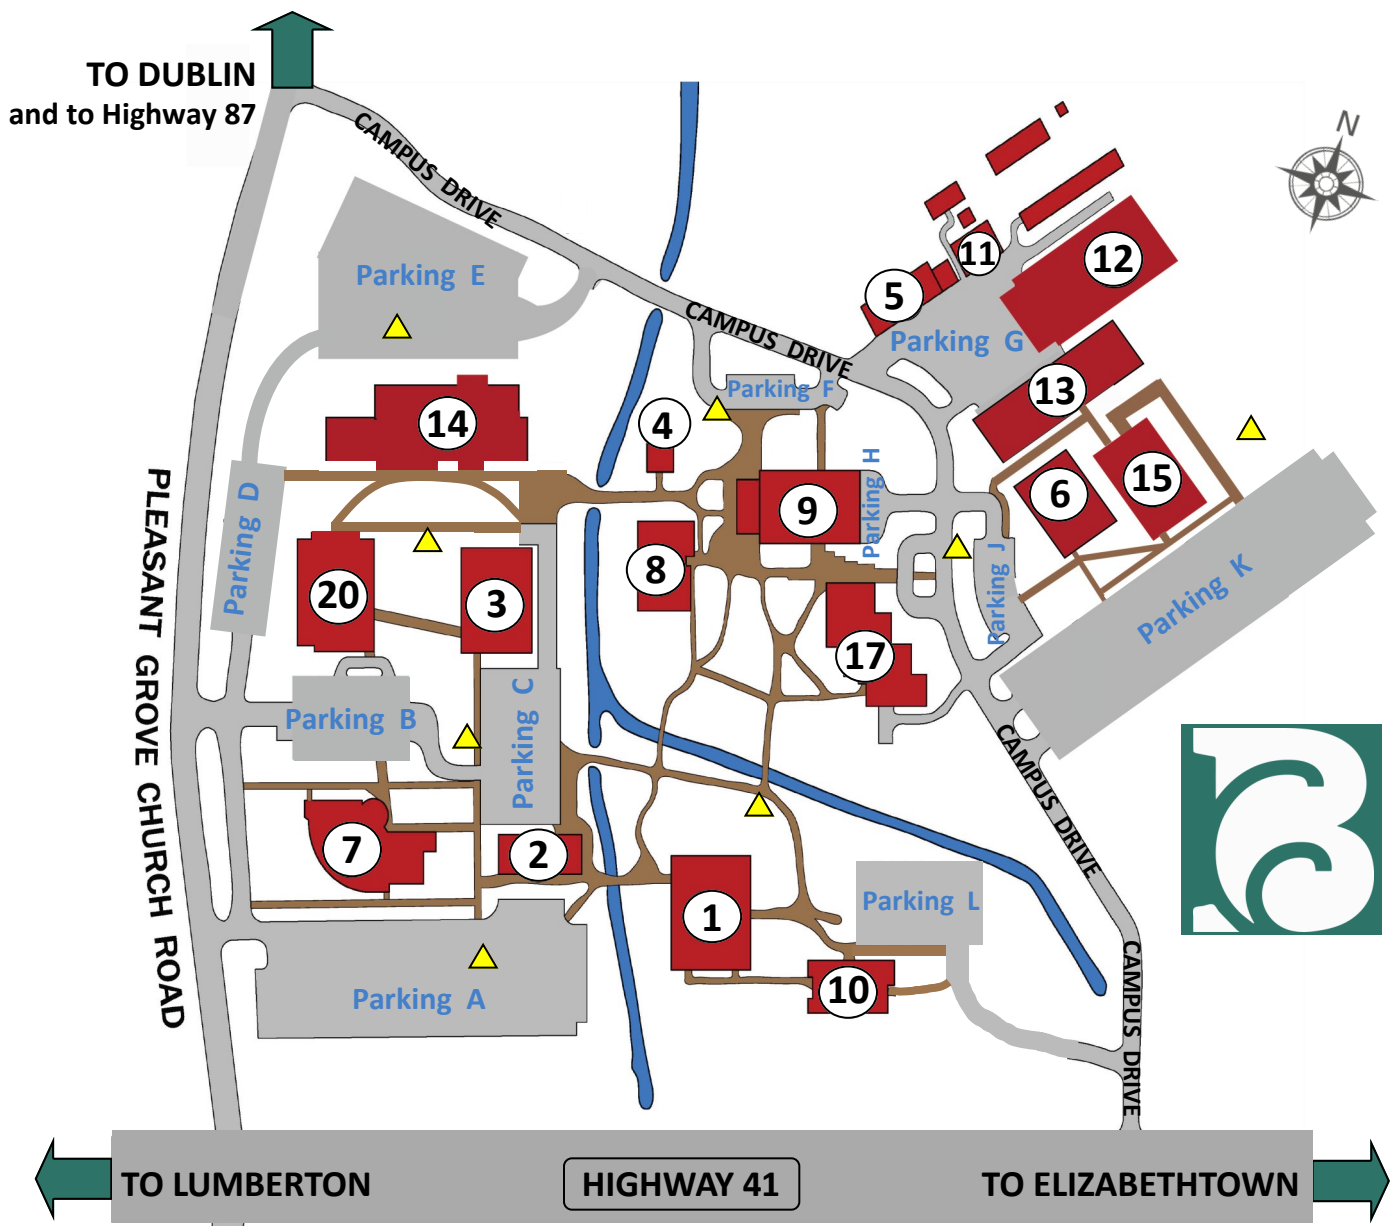 TO DUBLIN
and to Highway 87
CAMPUS DRIVE
N
11
12
5
Parking E
CAMPUS DRIVE
Parking G
Parking F
13
14
4
Parking H
15
6
9
Parking D
8
Parking J
Parking K
20
3
17
PLEASANT GROVE CHURCH ROAD
Parking B
Parking C
CAMPUS DRIVE
7
2
1
Parking L
10
Parking A
CAMPUS DRIVE
TO LUMBERTON
HIGHWAY 41
TO ELIZABETHTOWN